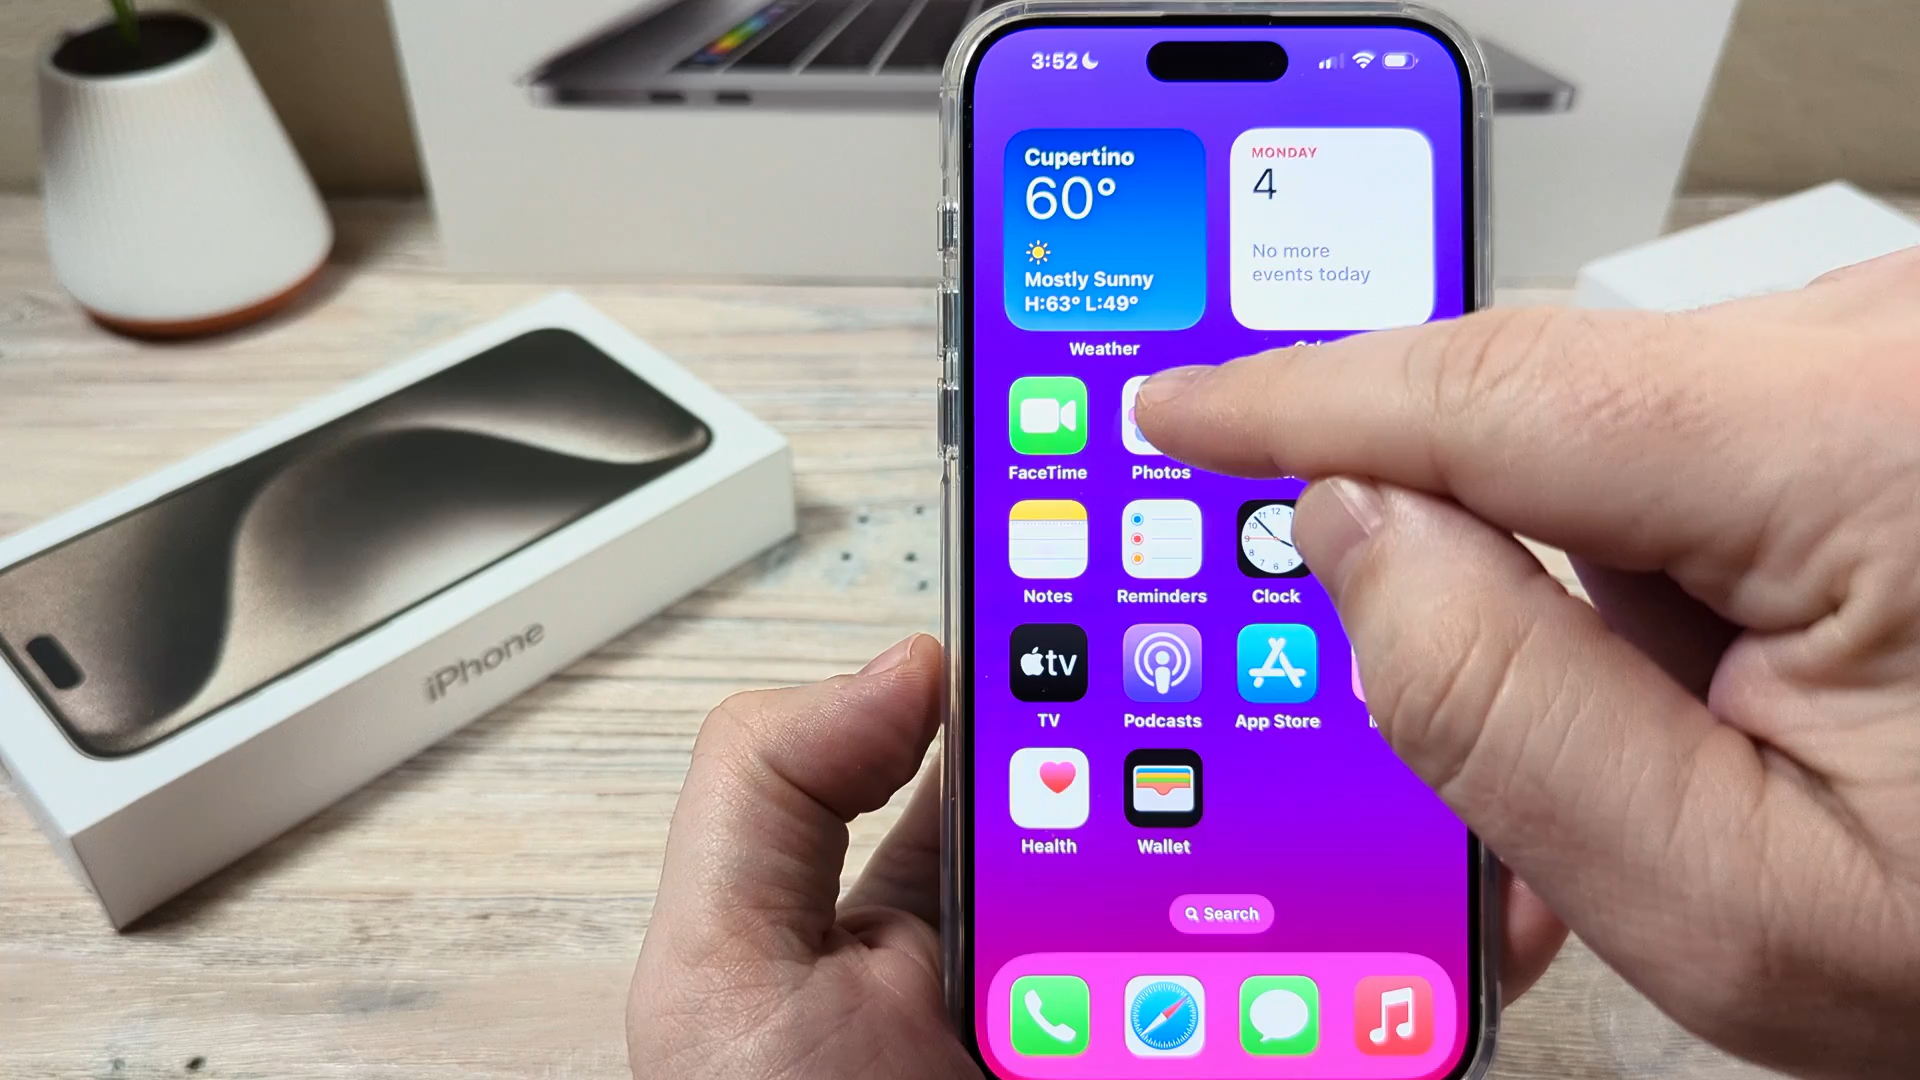 3:52
Cupertino
60°
Mostly Sunny
H:63° L:49°
Weather
MONDAY
4
No more
events today
FaceTime
Photos
Notes
Reminders
Clock
tv
TV
Podcasts
App Store
Health
Wallet
Search
iPhone